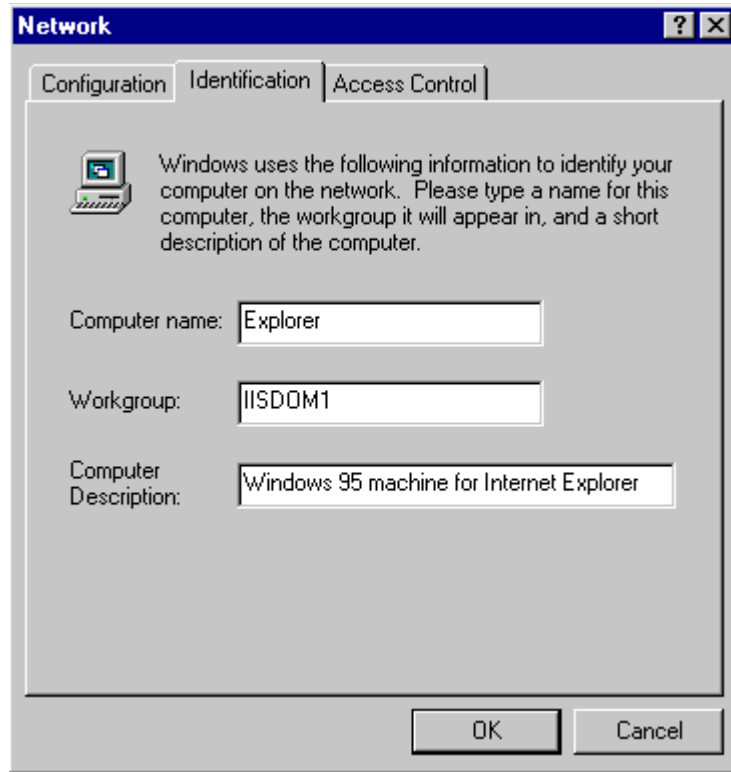 Network
Configuration Identification Access Control
Windows uses the following information to identify your
computer on the network. Please type a name for this
computer, the workgroup it will appear in, and a short
description of the computer.
Computer name: Explorer
Workgroup: IISDOM1
Computer
Description: Windows 95 machine for Internet Explorer
OK Cancel